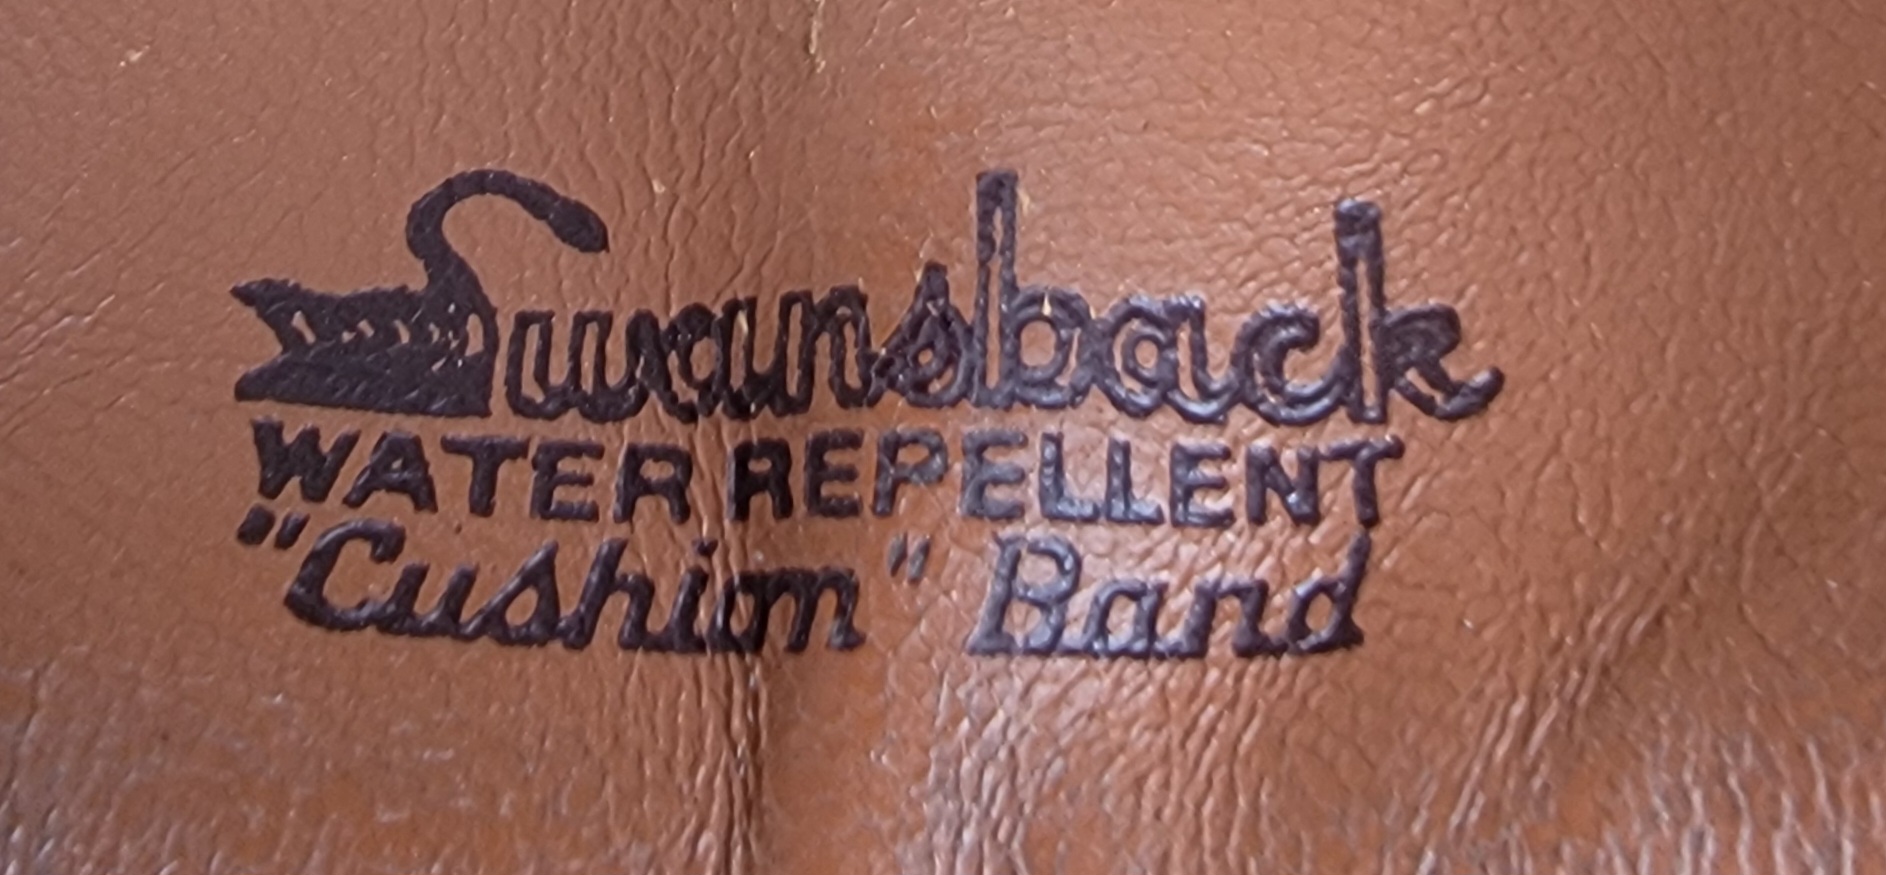 Swansback
WATER REPELLENT
"Cushion" Band